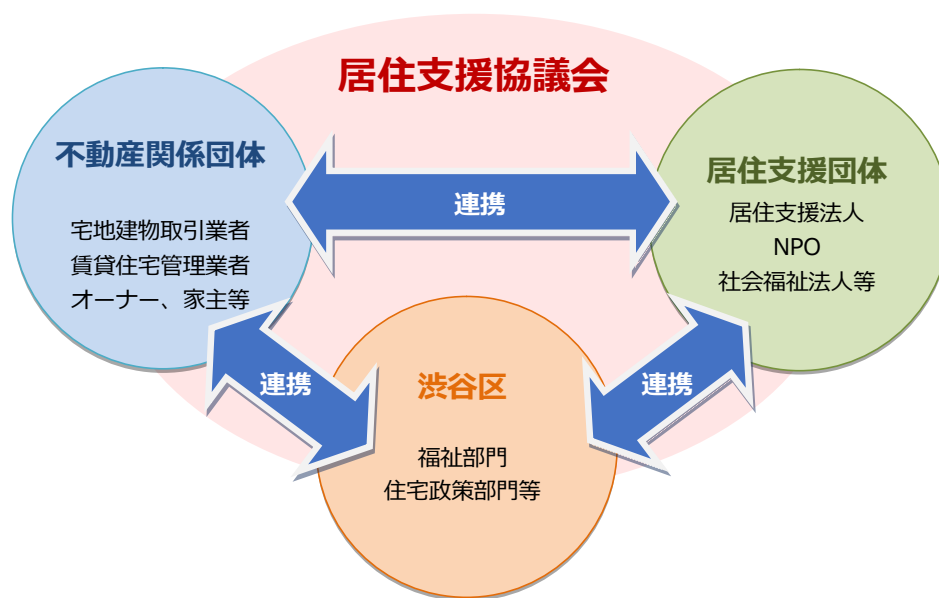 居住支援協議会
不動産関係団体
宅地建物取引業者
賃貸住宅管理業者
オーナー、家主等
連携
居住支援団体
居住支援法人
NPO
社会福祉法人等
連携
渋谷区
福祉部門
住宅政策部門等
連携